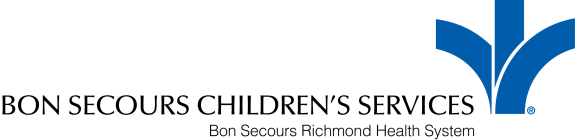 BON SECOURS CHILDREN'S SERVICES
®
Bon Secours Richmond Health System